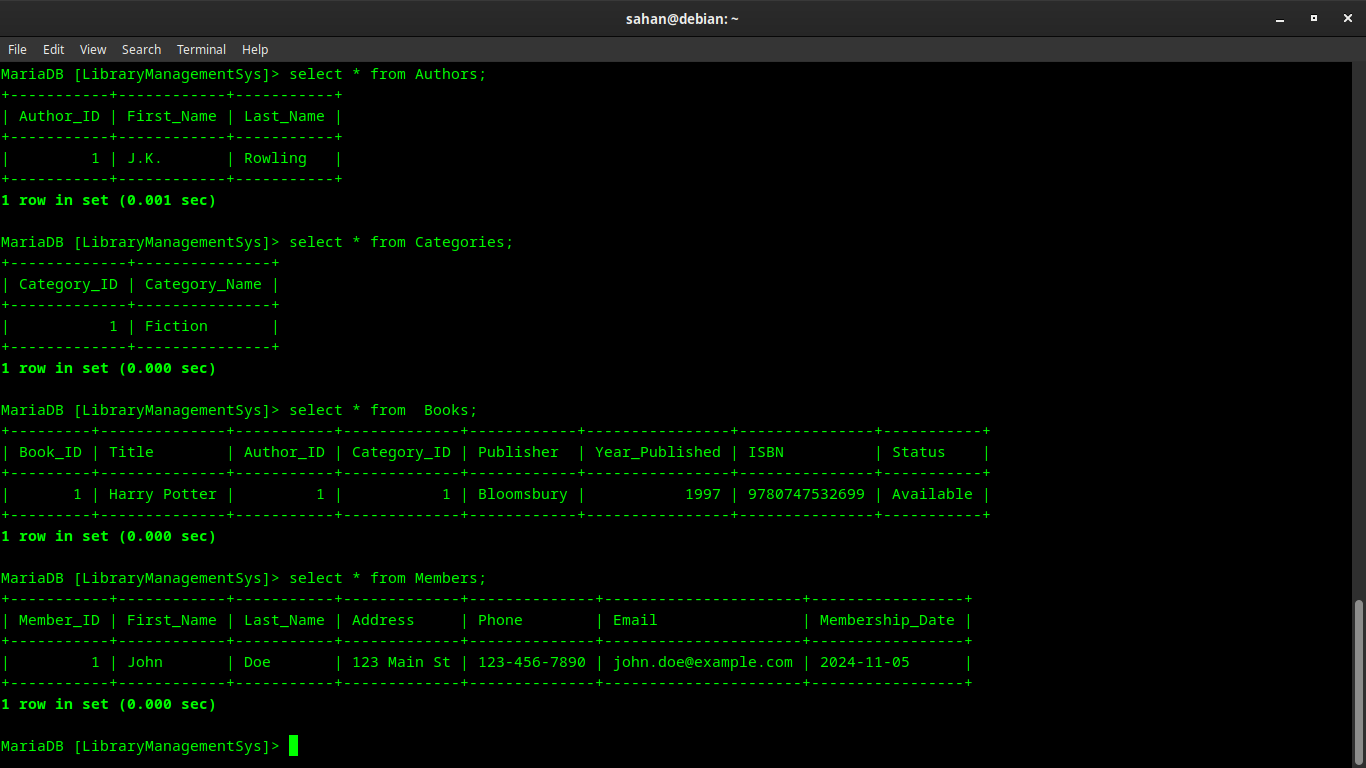 sahan@debian: ~
File Edit View Search Terminal Help
MariaDB [LibraryManagementSys]> select * from Authors;
+-----------+------------+-----------+
| Author_ID | First_Name | Last_Name |
+-----------+------------+-----------+
|         1 | J.K.       | Rowling   |
+-----------+------------+-----------+
1 row in set (0.001 sec)
MariaDB [LibraryManagementSys]> select * from Categories;
+-------------+---------------+
| Category_ID | Category_Name |
+-------------+---------------+
|           1 | Fiction       |
+-------------+---------------+
1 row in set (0.000 sec)
MariaDB [LibraryManagementSys]> select * from  Books;
+---------+--------------+-----------+-------------+------------+----------------+---------------+-----------+
| Book_ID | Title        | Author_ID | Category_ID | Publisher  | Year_Published | ISBN          | Status    |
+---------+--------------+-----------+-------------+------------+----------------+---------------+-----------+
|       1 | Harry Potter |         1 |           1 | Bloomsbury |           1997 | 9780747532699 | Available |
+---------+--------------+-----------+-------------+------------+----------------+---------------+-----------+
1 row in set (0.000 sec)
MariaDB [LibraryManagementSys]> select * from Members;
+-----------+------------+-----------+-------------+--------------+----------------------+-----------------+
| Member_ID | First_Name | Last_Name | Address     | Phone        | Email                | Membership_Date |
+-----------+------------+-----------+-------------+--------------+----------------------+-----------------+
|         1 | John       | Doe       | 123 Main St | 123-456-7890 | john.doe@example.com | 2024-11-05      |
+-----------+------------+-----------+-------------+--------------+----------------------+-----------------+
1 row in set (0.000 sec)
MariaDB [LibraryManagementSys]>